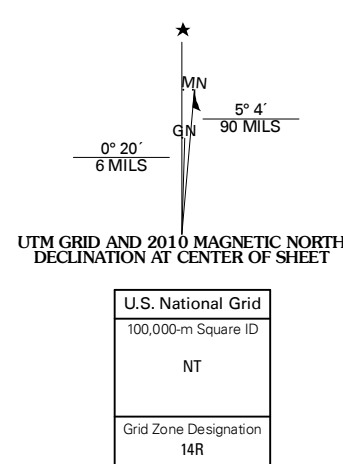 MN
GN
5° 4´
90 MILS
0° 20´
6 MILS
UTM GRID AND 2010 MAGNETIC NORTH
DECLINATION AT CENTER OF SHEET
U.S. National Grid
100,000-m Square ID
NT
Grid Zone Designation
14R